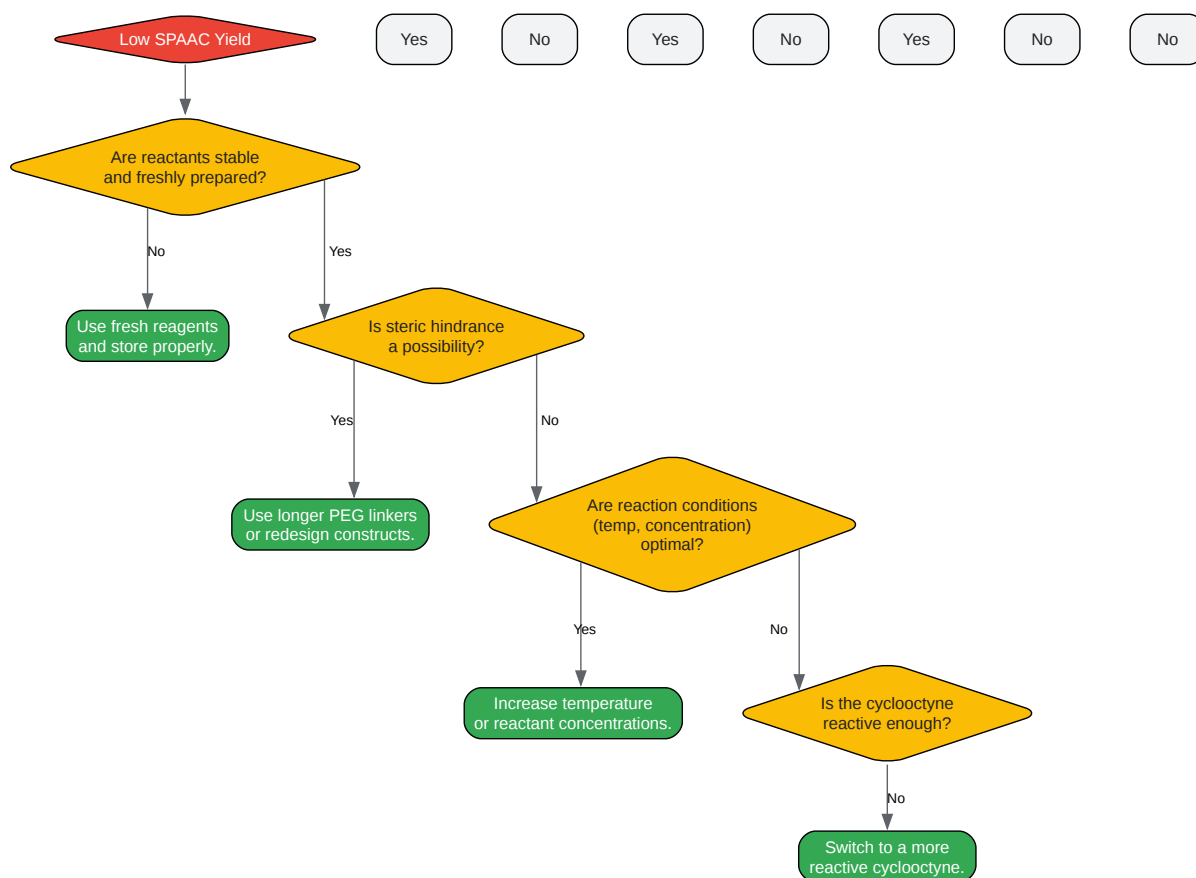 Low SPAAC Yield
Yes
No
Yes
No
Yes
No
No
Are reactants stable
and freshly prepared?
No
Yes
Use fresh reagents
and store properly.
Is steric hindrance
a possibility?
Yes
No
Use longer PEG linkers
or redesign constructs.
Are reaction conditions
(temp, concentration)
optimal?
Yes
No
Increase temperature
or reactant concentrations.
Is the cyclooctyne
reactive enough?
No
Switch to a more
reactive cyclooctyne.